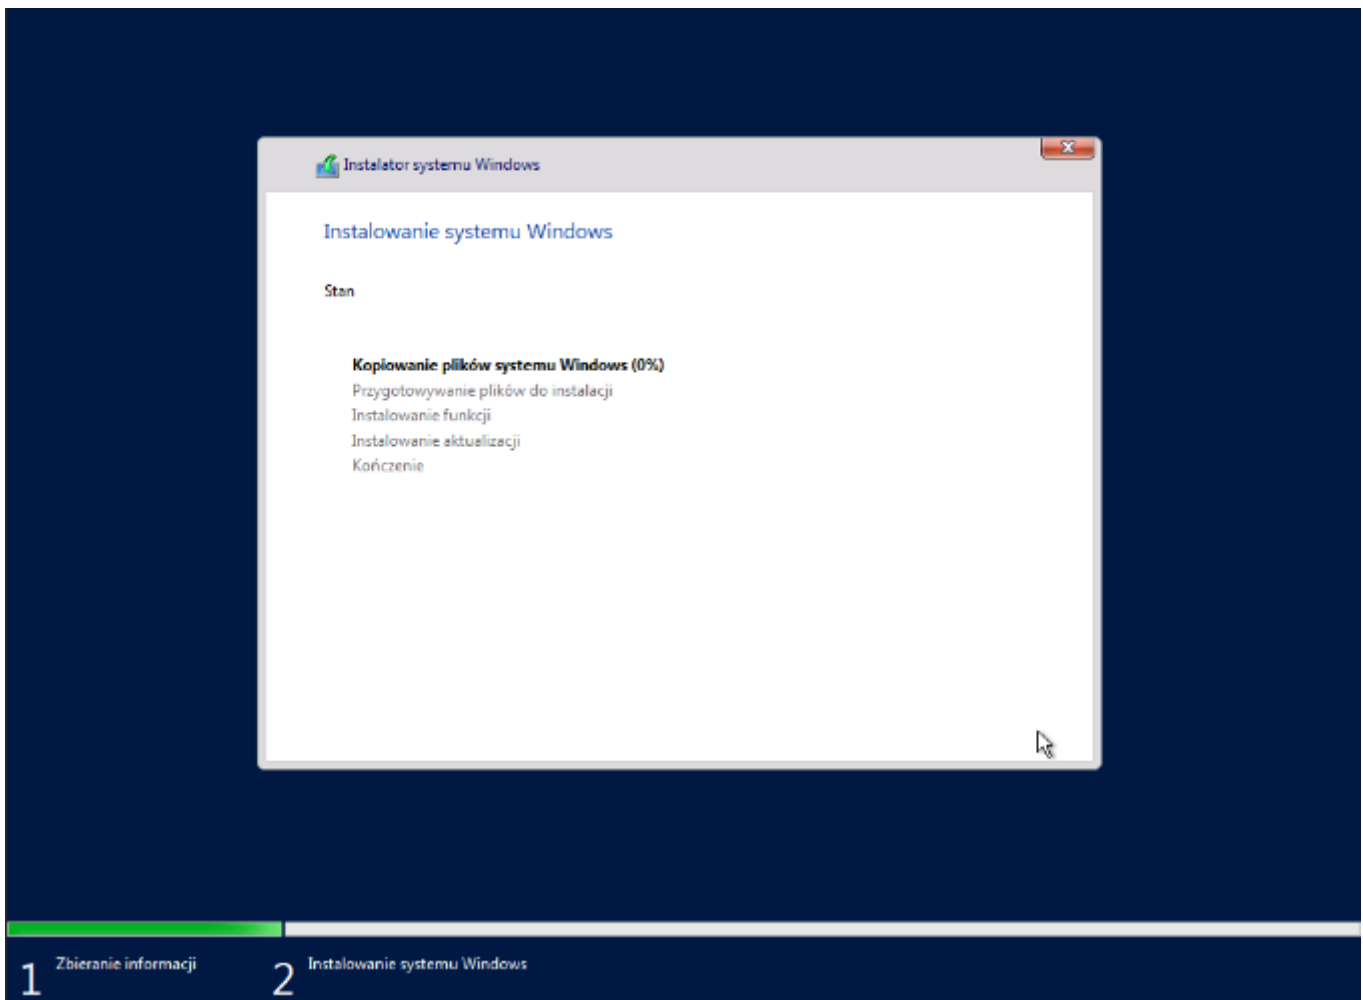 Instalator systemu Windows
Instalowanie systemu Windows
Stan
Kopiowanie plików systemu Windows (0%)
Przygotowywanie plików do instalacji
Instalowanie funkcji
Instalowanie aktualizacji
Kończenie
1 Zbieranie informacji
2 Instalowanie systemu Windows